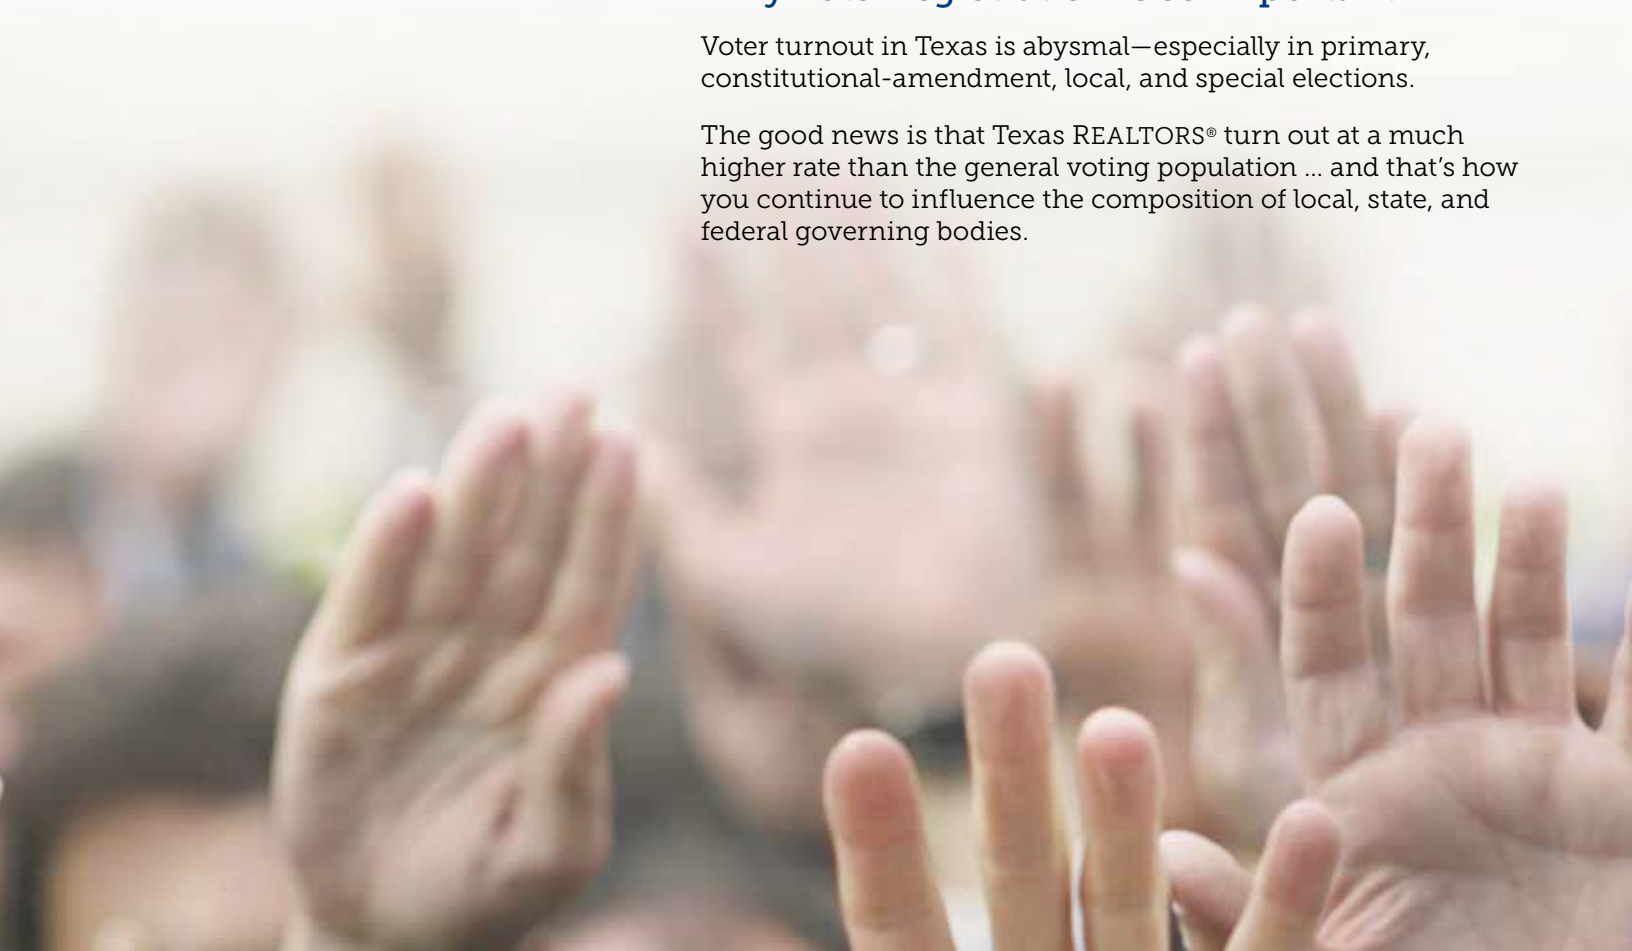 Voter turnout in Texas is abysmal—especially in primary,
constitutional-amendment, local, and special elections.
The good news is that Texas REALTORS® turn out at a much
higher rate than the general voting population ... and that’s how
you continue to influence the composition of local, state, and
federal governing bodies.